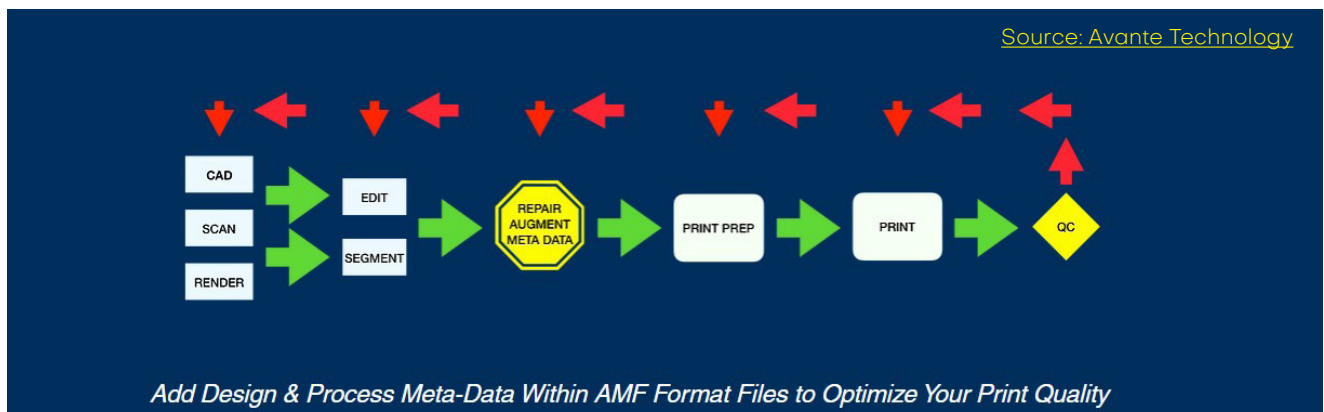 Source: Avante Technology
CAD
SCAN
RENDER
EDIT
SEGMENT
REPAIR
AUGMENT
META DATA
PRINT PREP
PRINT
QC
Add Design & Process Meta-Data Within AMF Format Files to Optimize Your Print Quality